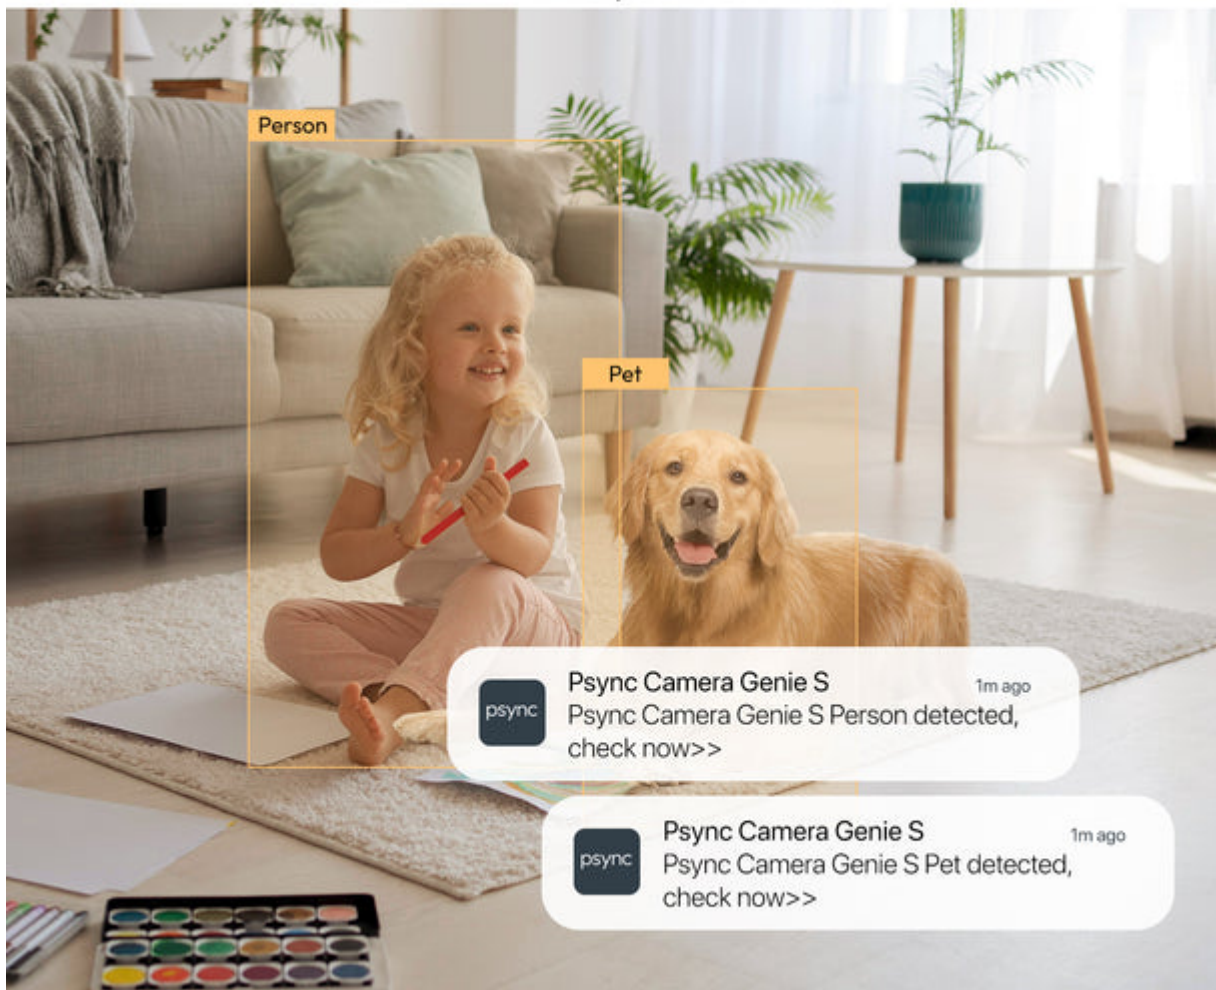 Person
Pet
psync
Psync Camera Genie S
1m ago
Psync Camera Genie S Person detected,
check now>>
psync
Psync Camera Genie S
1m ago
Psync Camera Genie S Pet detected,
check now>>